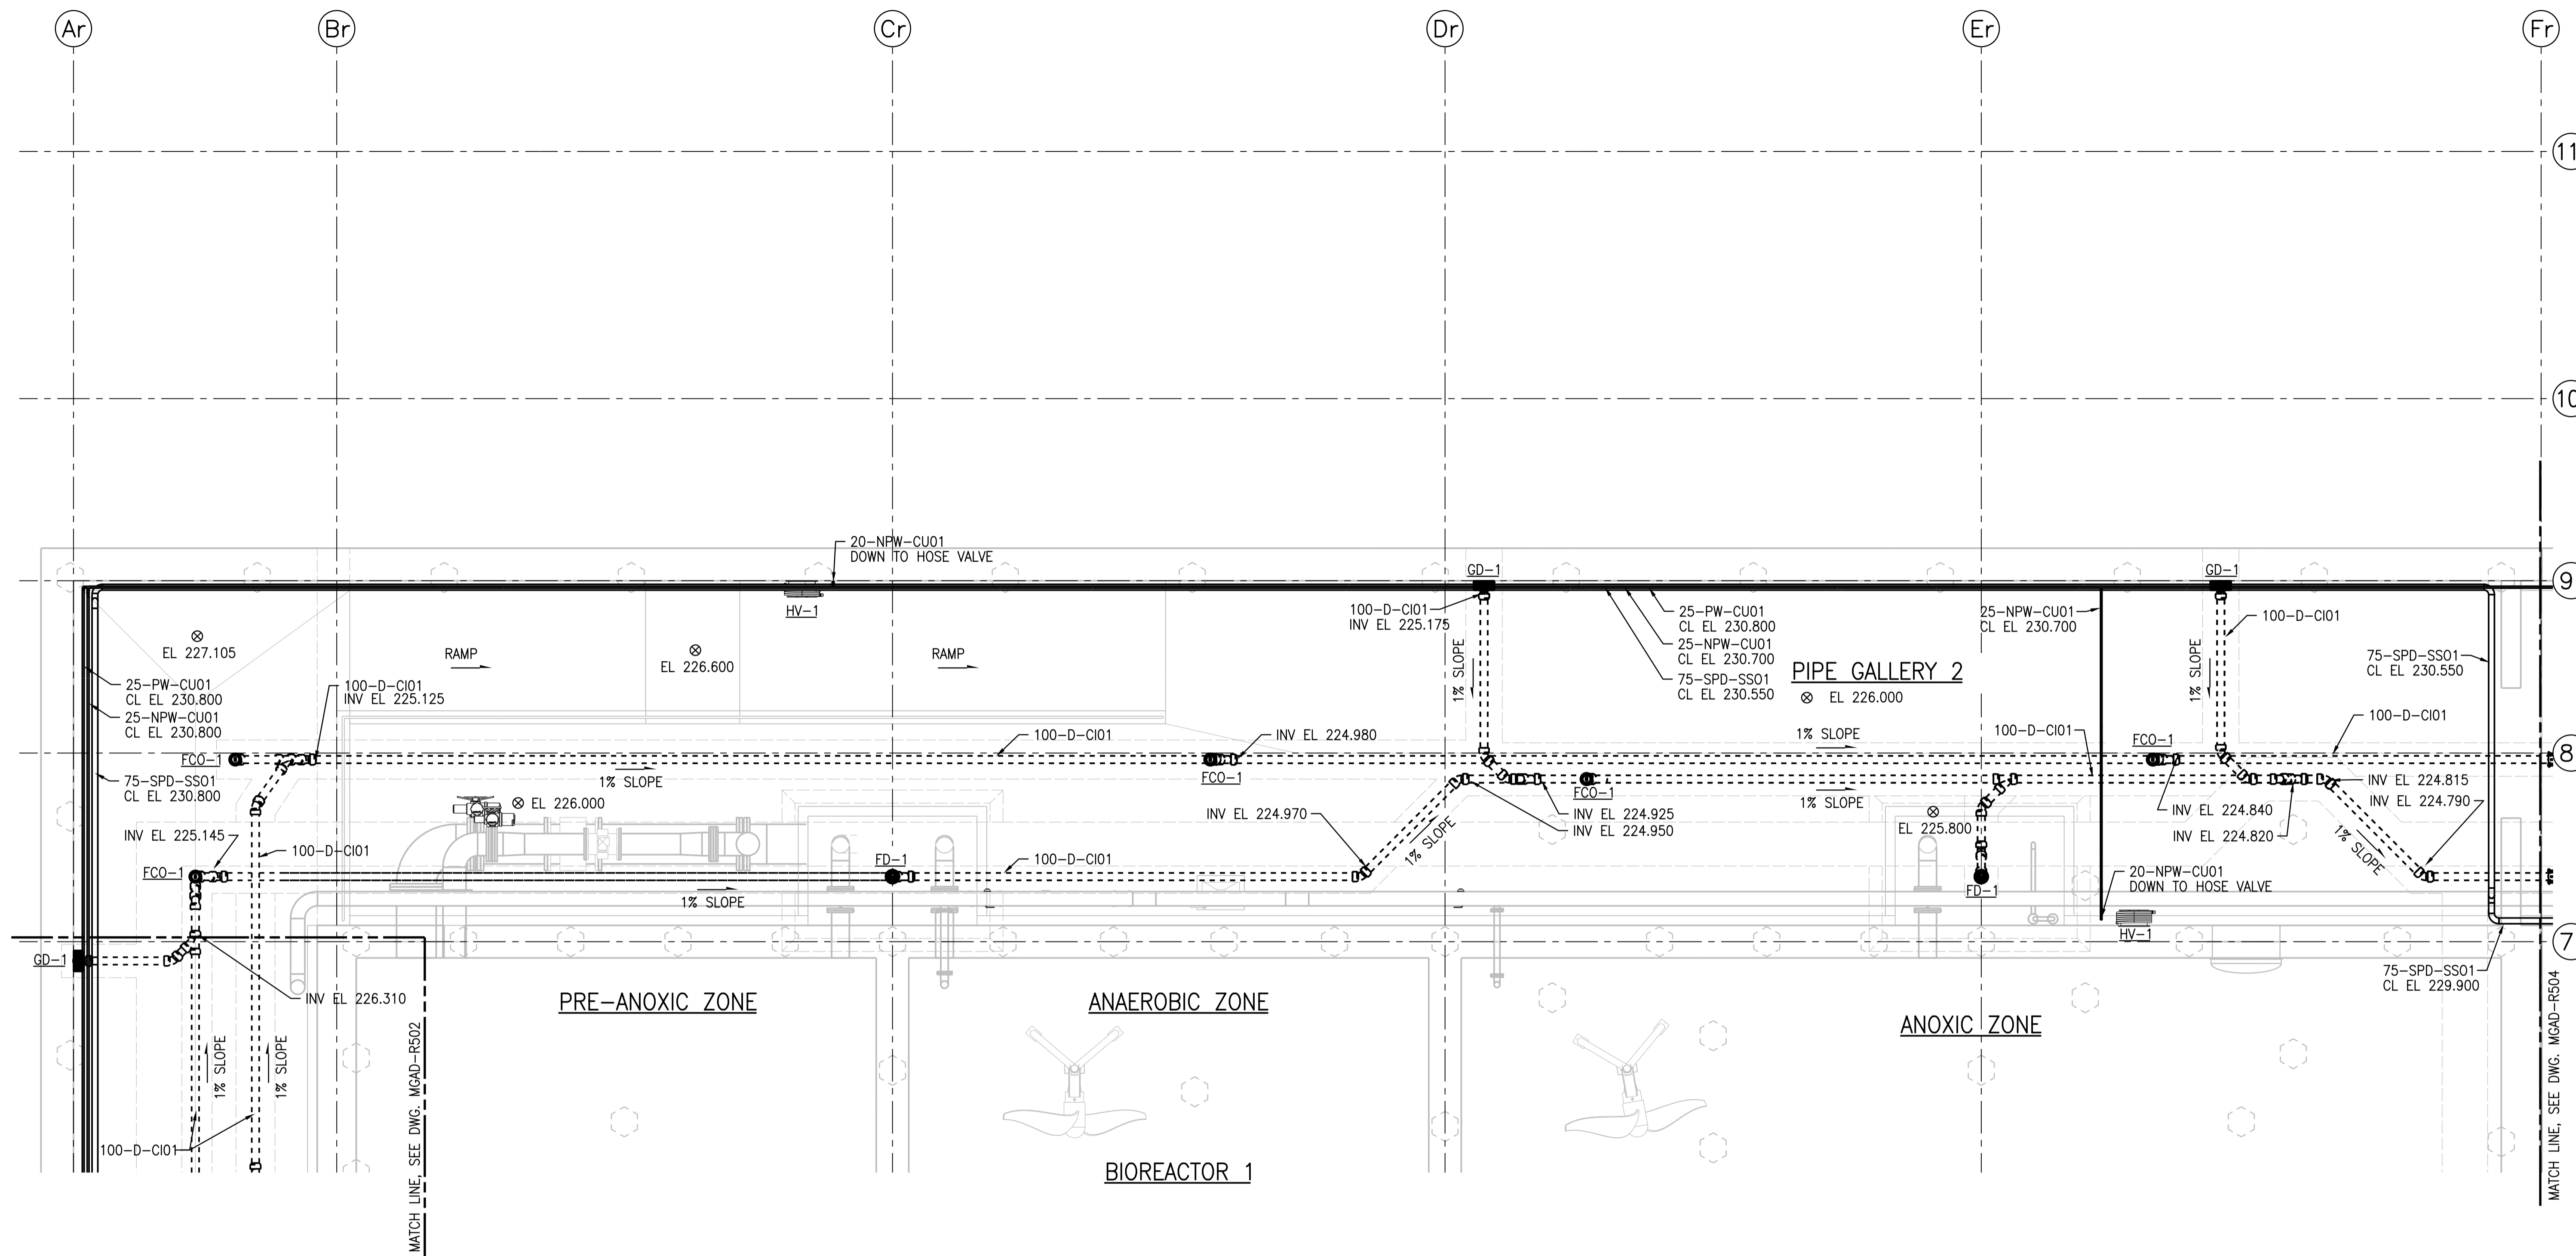 Ar
Br
Cr
Dr
Er
Fr
11
10
20-NPW-CU01
DOWN TO HOSE VALVE
GD-1
GD-1
9
HV-1
100-D-CI01
INV EL 225.175
25-PW-CU01
CL EL 230.800
25-NPW-CU01
CL EL 230.700
75-SPD-SS01
CL EL 230.550
25-NPW-CU01
CL EL 230.700
100-D-CI01
EL 227.105
RAMP
EL 226.600
RAMP
1% SLOPE
PIPE GALLERY 2
EL 226.000
1% SLOPE
75-SPD-SS01
CL EL 230.550
25-PW-CU01
CL EL 230.800
25-NPW-CU01
CL EL 230.800
100-D-CI01
INV EL 225.125
100-D-CI01
INV EL 224.980
1% SLOPE
100-D-CI01
FCO-1
100-D-CI01
8
FCO-1
1% SLOPE
FCO-1
FCO-1
1% SLOPE
75-SPD-SS01
CL EL 230.800
EL 226.000
INV EL 224.970
1% SLOPE
INV EL 224.925
INV EL 224.950
EL 225.800
INV EL 224.815
INV EL 224.790
INV EL 224.840
INV EL 224.820
1% SLOPE
INV EL 225.145
100-D-CI01
FCO-1
FD-1
100-D-CI01
1% SLOPE
FD-1
20-NPW-CU01
DOWN TO HOSE VALVE
HV-1
7
GD-1
75-SPD-SS01
CL EL 229.900
INV EL 226.310
PRE-ANOXIC ZONE
ANAEROBIC ZONE
ANOXIC ZONE
1% SLOPE
1% SLOPE
100-D-CI01
MATCH LINE, SEE DWG. MGAD-R502
MATCH LINE, SEE DWG. MGAD-R504
BIOREACTOR 1